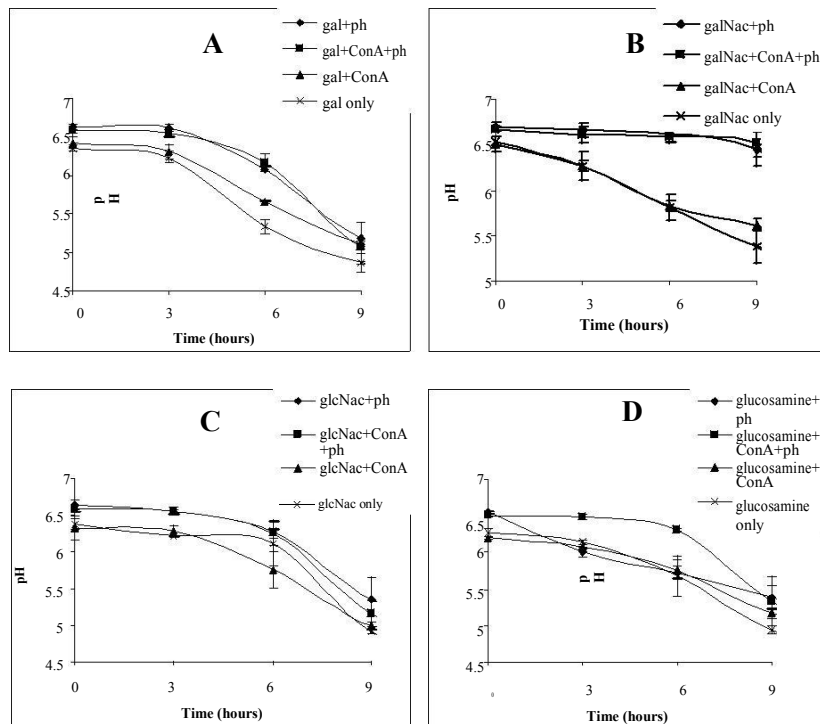 A
gal+ph
gal+ConA+ph
gal+ConA
gal only
7
6.5
6
5.5
5
4.5
p
H
0
3
6
9
Time (hours)
B
galNac+ph
galNac+ConA+ph
galNac+ConA
galNac only
7
6.5
6
5.5
5
pH
0
3
6
9
Time (hours)
C
glcNac+ph
glcNac+ConA
+ph
glcNac+ConA
glcNac only
7
6.5
6
5.5
5
4.5
pH
0
3
6
9
Time (hours)
D
glucosamine+
ph
glucosamine+
ConA+ph
glucosamine+
ConA
glucosamine
only
7
6.5
6
5.5
5
4.5
p
H
0
3
6
9
Time (hours)